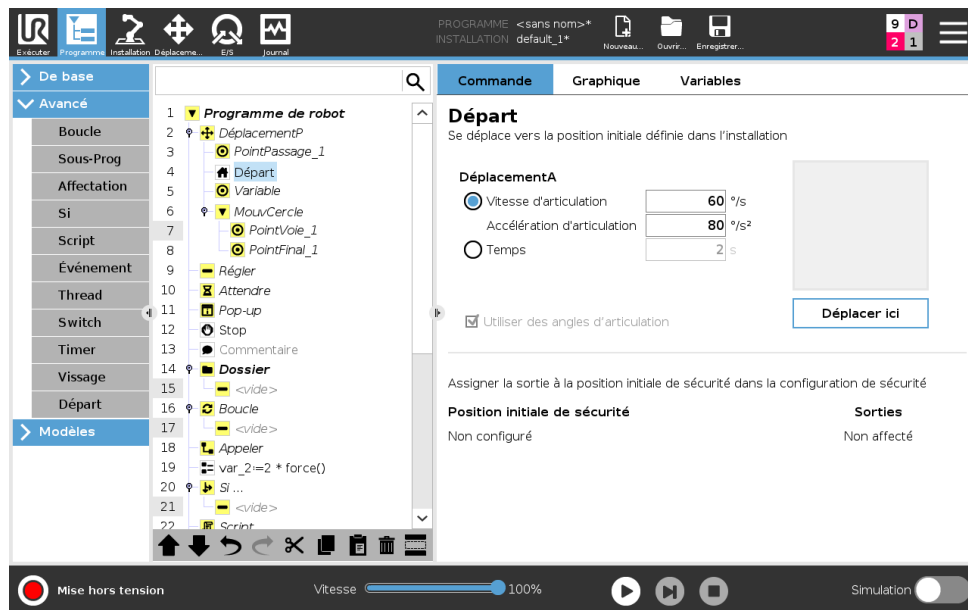 PROGRAMME <sans nom>*
INSTALLATION default_1*
Exécuter
Programme
Installation
Déplaceme...
E/S
Journal
Nouveau...
Ouvrir...
Enregistrer...
9 D
2 1
De base
Avancé
Boucle
Sous-Prog
Affectation
Si
Script
Événement
Thread
Switch
Timer
Vissage
Départ
Modèles
1 Programme de robot
2 DéplacementP
3 PointPassage_1
4 Départ
5 Variable
6 MouvCercle
7 PointVoie_1
8 PointFinal_1
9 Régler
10 Attendre
11 Pop-up
12 Stop
13 Commentaire
14 Dossier
15 <vide>
16 Boucle
17 <vide>
18 Appeler
19 var_2:=2 * force()
20 Si ...
21 <vide>
22 Script
Commande
Graphique
Variables
Départ
Se déplace vers la position initiale définie dans l'installation
DéplacementA
Vitesse d'articulation 60 °/s
Accélération d'articulation 80 °/s²
Temps 2 s
Utiliser des angles d'articulation
Déplacer ici
Assigner la sortie à la position initiale de sécurité dans la configuration de sécurité
Position initiale de sécurité Sorties
Non configuré Non affecté
Mise hors tension
Vitesse 100%
Simulation